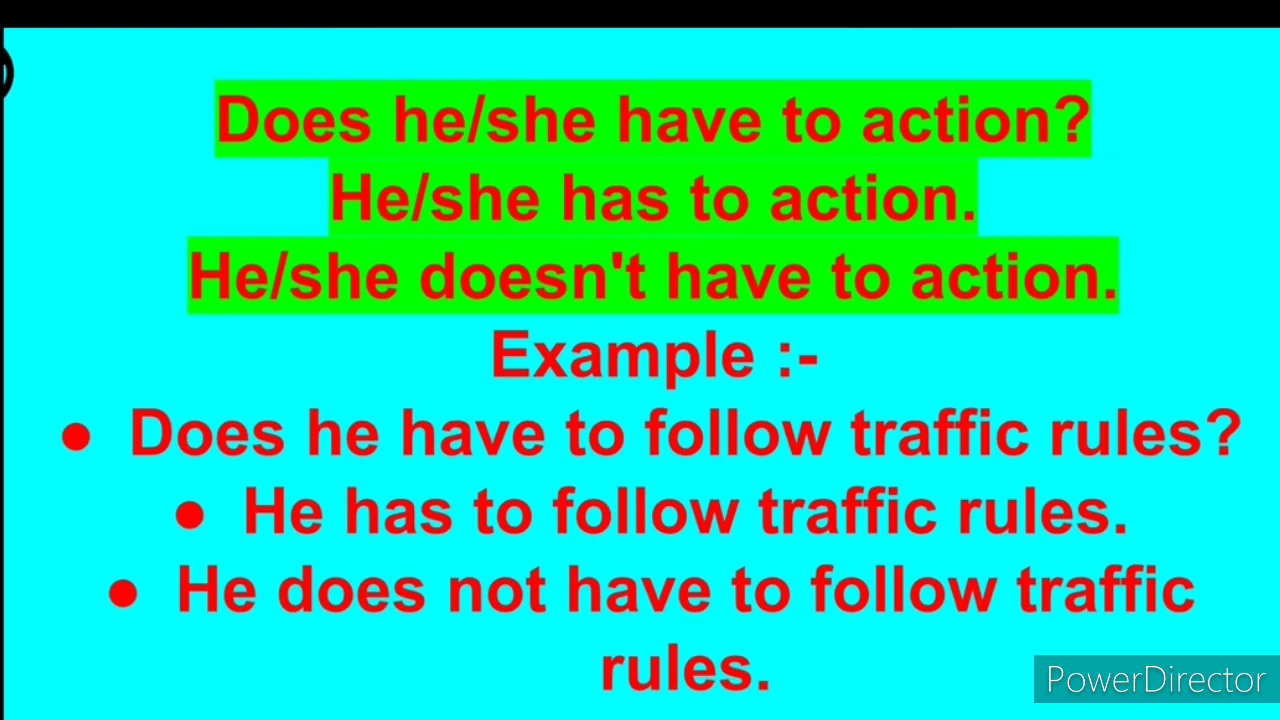 Does he/she have to action?
He/she has to action.
He/she doesn't have to action.
Example :-
● Does he have to follow traffic rules?
● He has to follow traffic rules.
● He does not have to follow traffic
rules.
PowerDirector